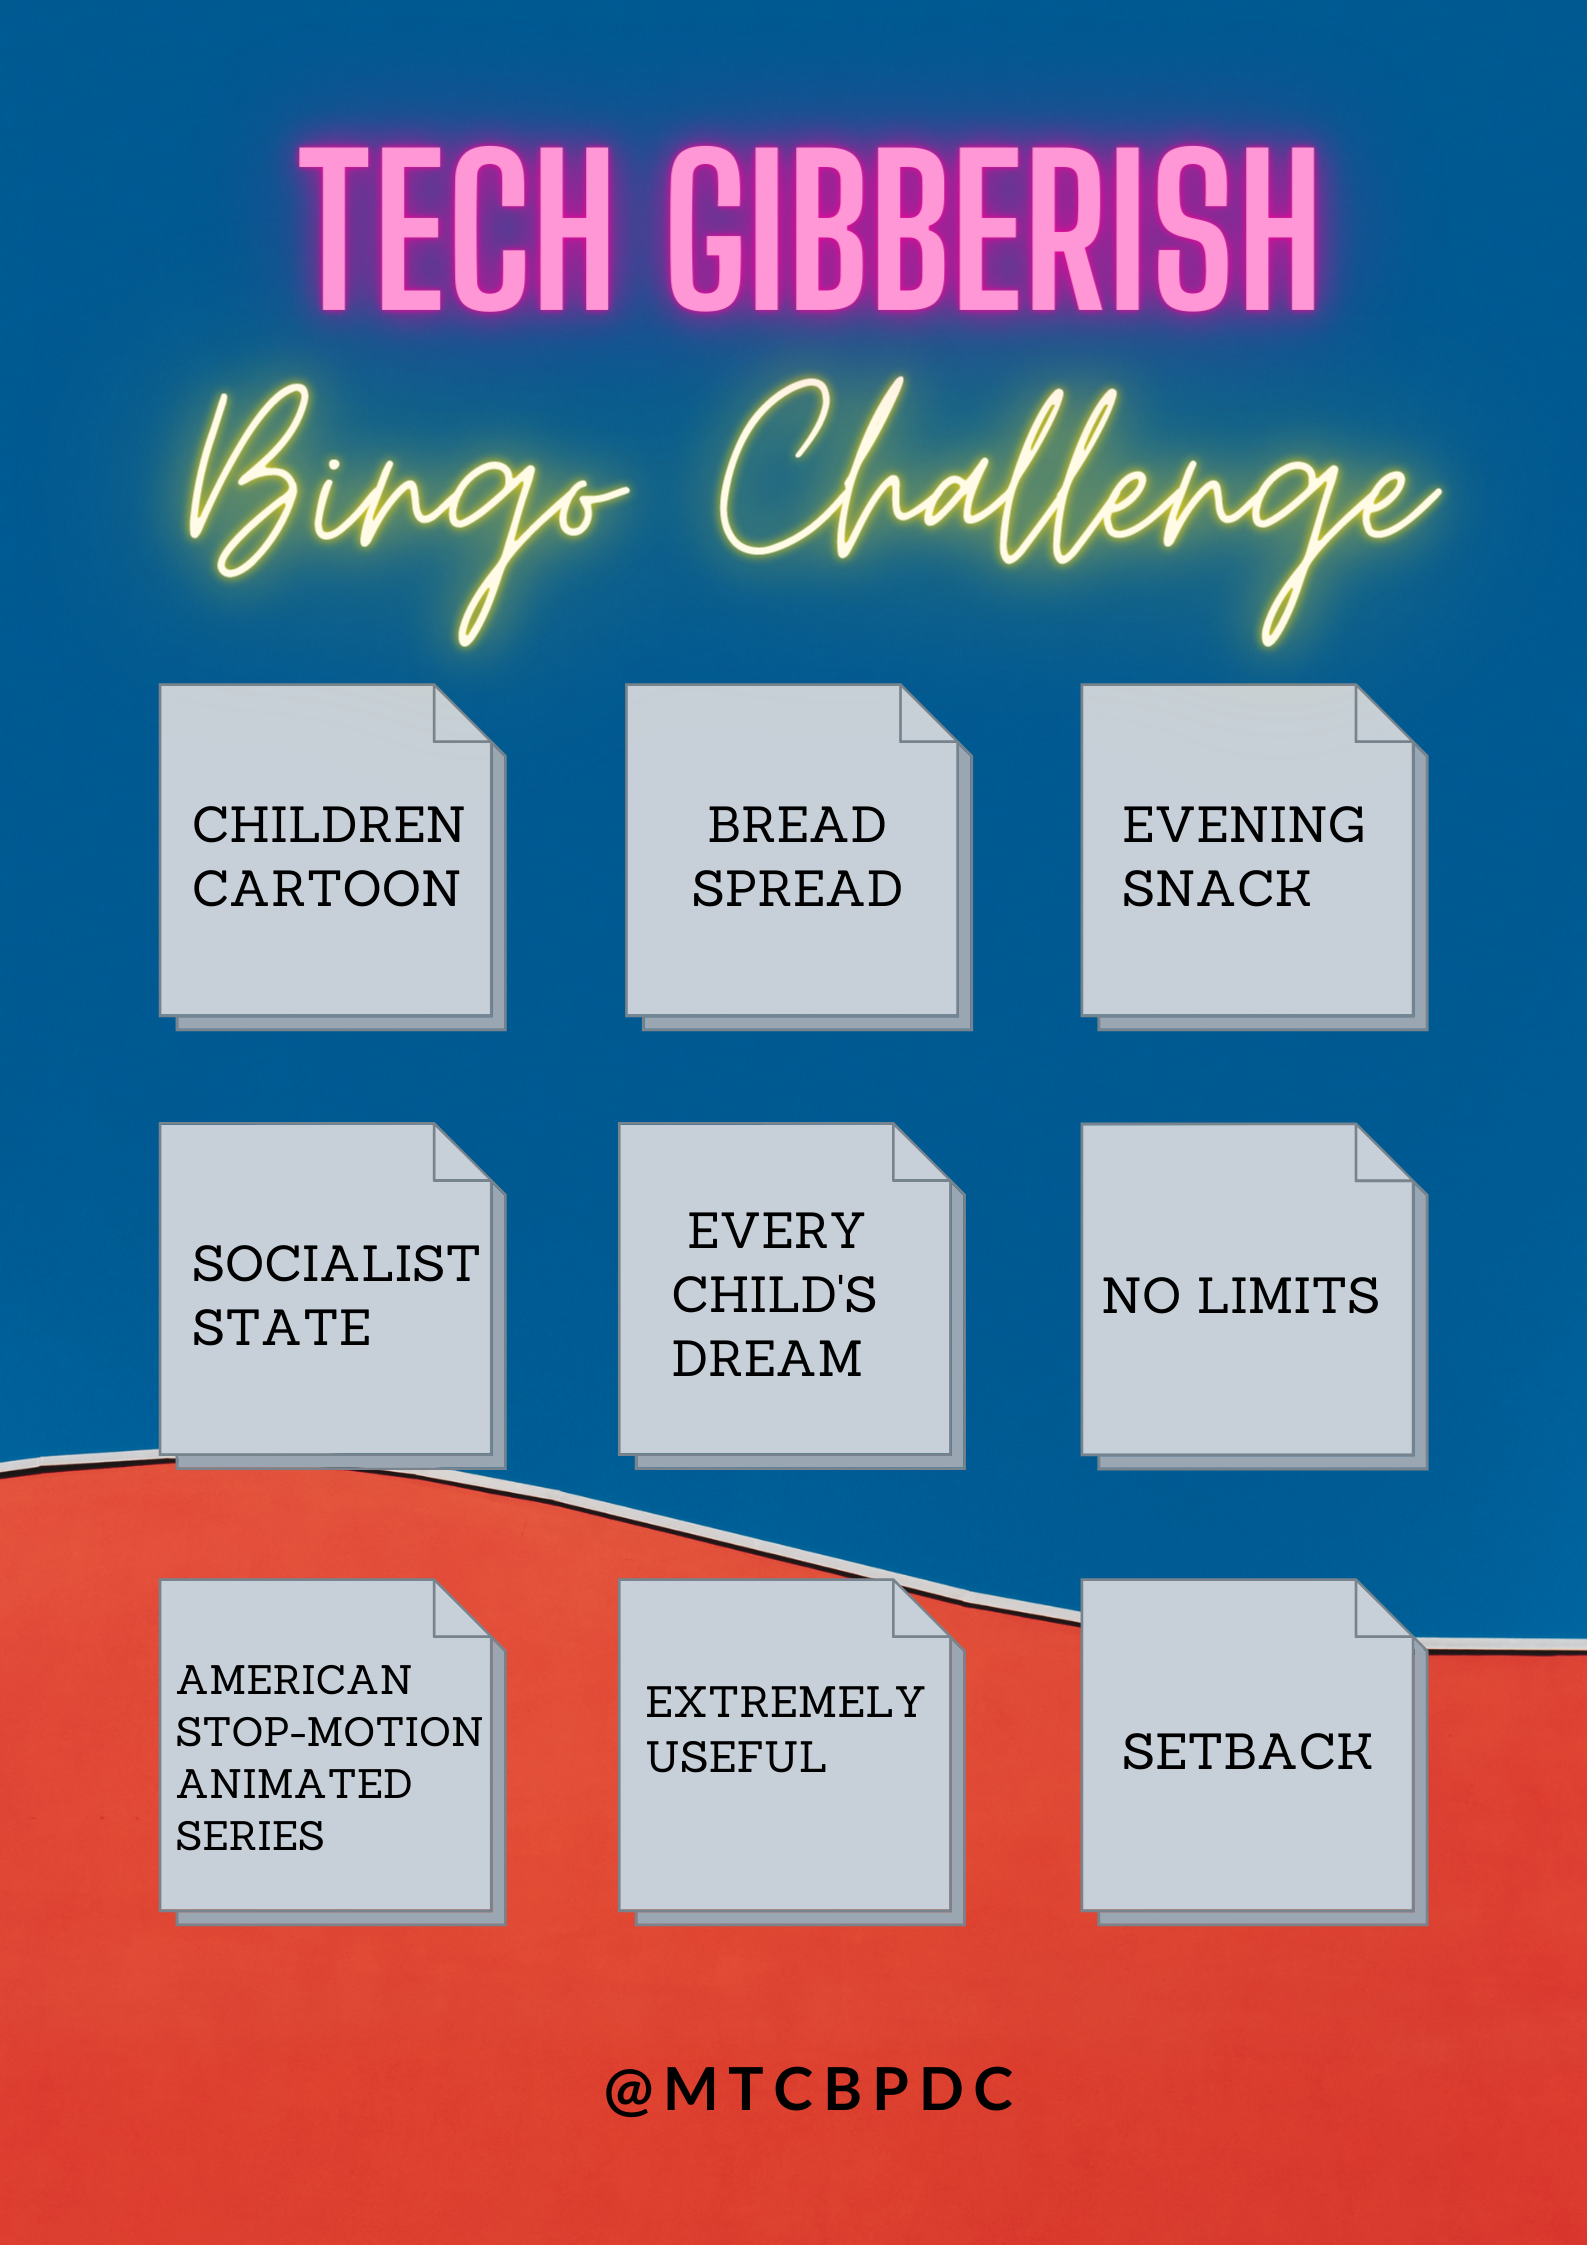 TECH GIBBERISH
Bingo Challenge
CHILDREN
CARTOON
BREAD
SPREAD
EVENING
SNACK
SOCIALIST
STATE
EVERY
CHILD'S
DREAM
NO LIMITS
AMERICAN
STOP-MOTION
ANIMATED
SERIES
EXTREMELY
USEFUL
SETBACK
@MTCBPDC